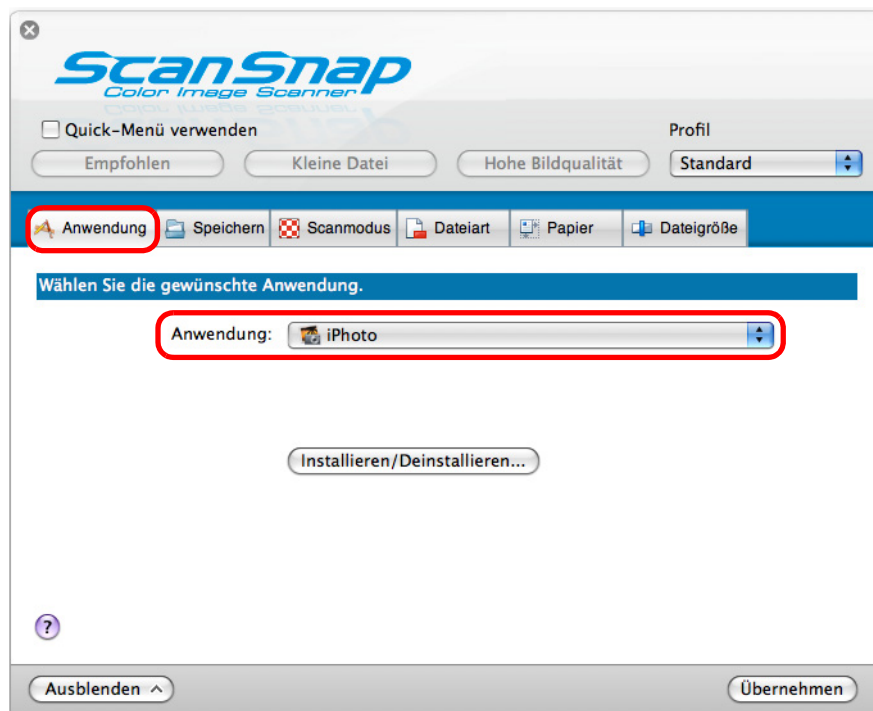 ScanSnap
Color Image Scanner
Quick-Menü verwenden
Profil
Empfohlen
Kleine Datei
Hohe Bildqualität
Standard
Anwendung
Speichern
Scanmodus
Dateiart
Papier
Dateigröße
Wählen Sie die gewünschte Anwendung.
Anwendung: iPhoto
Installieren/Deinstallieren...
?
Ausblenden
Übernehmen